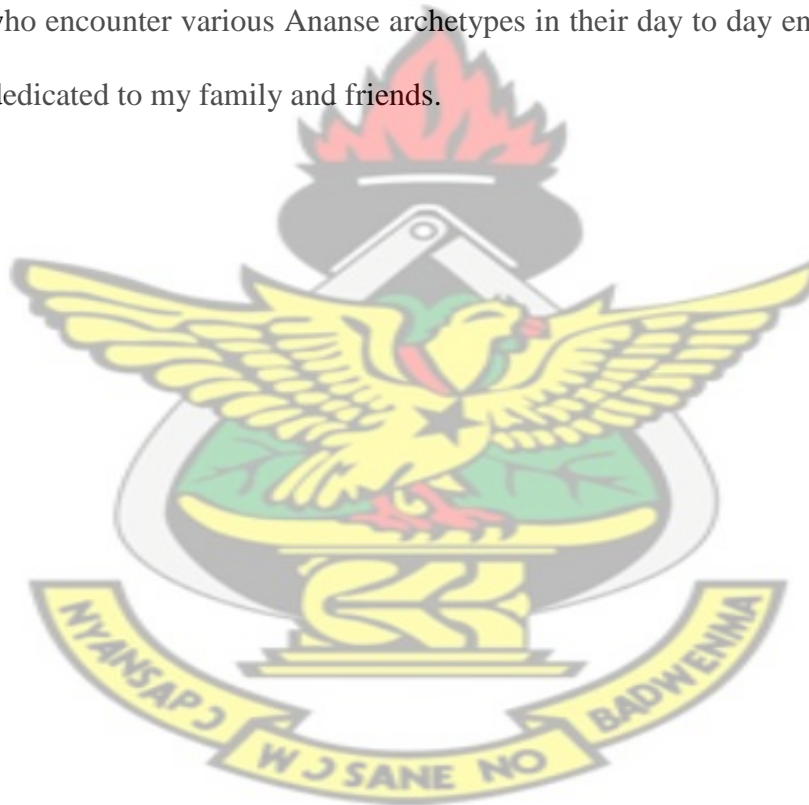 who encounter various Ananse archetypes in their day to day en
dedicated to my family and friends.
NYANSAPƆ
WƆSANE NO
BADWENMA